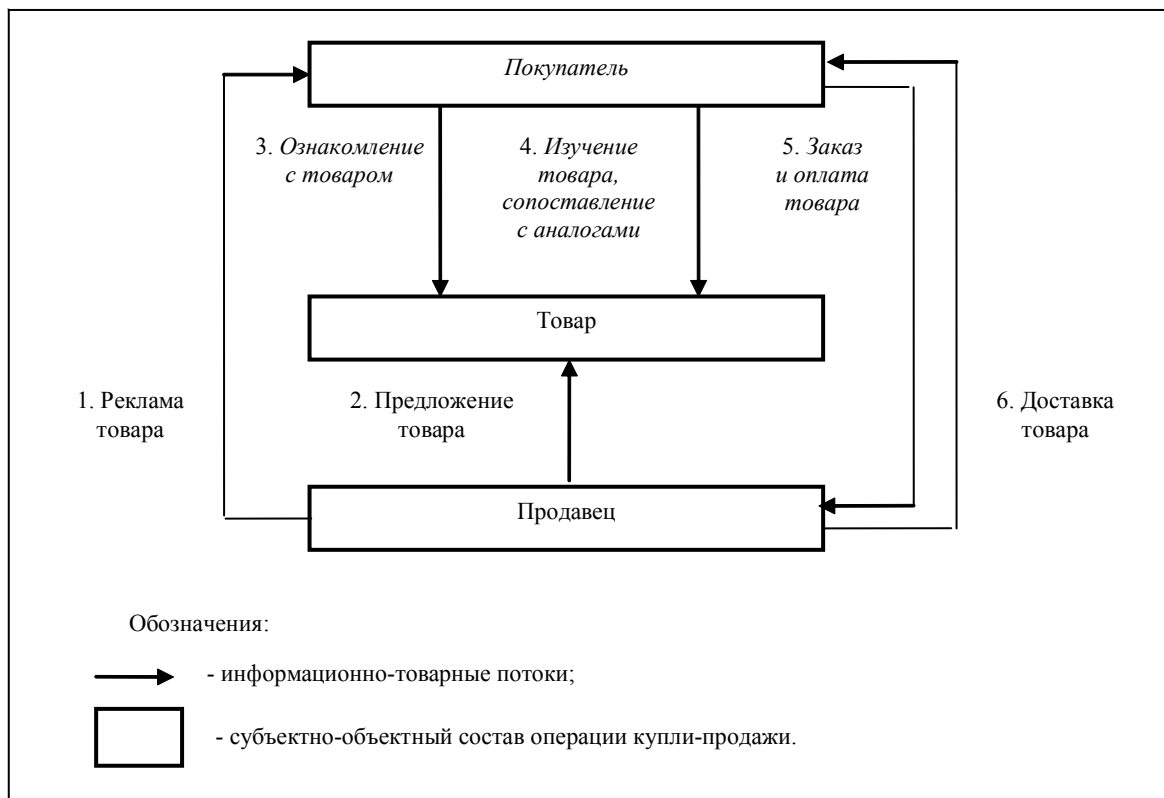 Покупатель
3. Ознакомление
с товаром
4. Изучение
товара,
сопоставление
с аналогами
5. Заказ
и оплата
товара
Товар
1. Реклама
товара
2. Предложение
товара
6. Доставка
товара
Продавец
Обозначения:
- информационно-товарные потоки;
- субъектно-объектный состав операции купли-продажи.